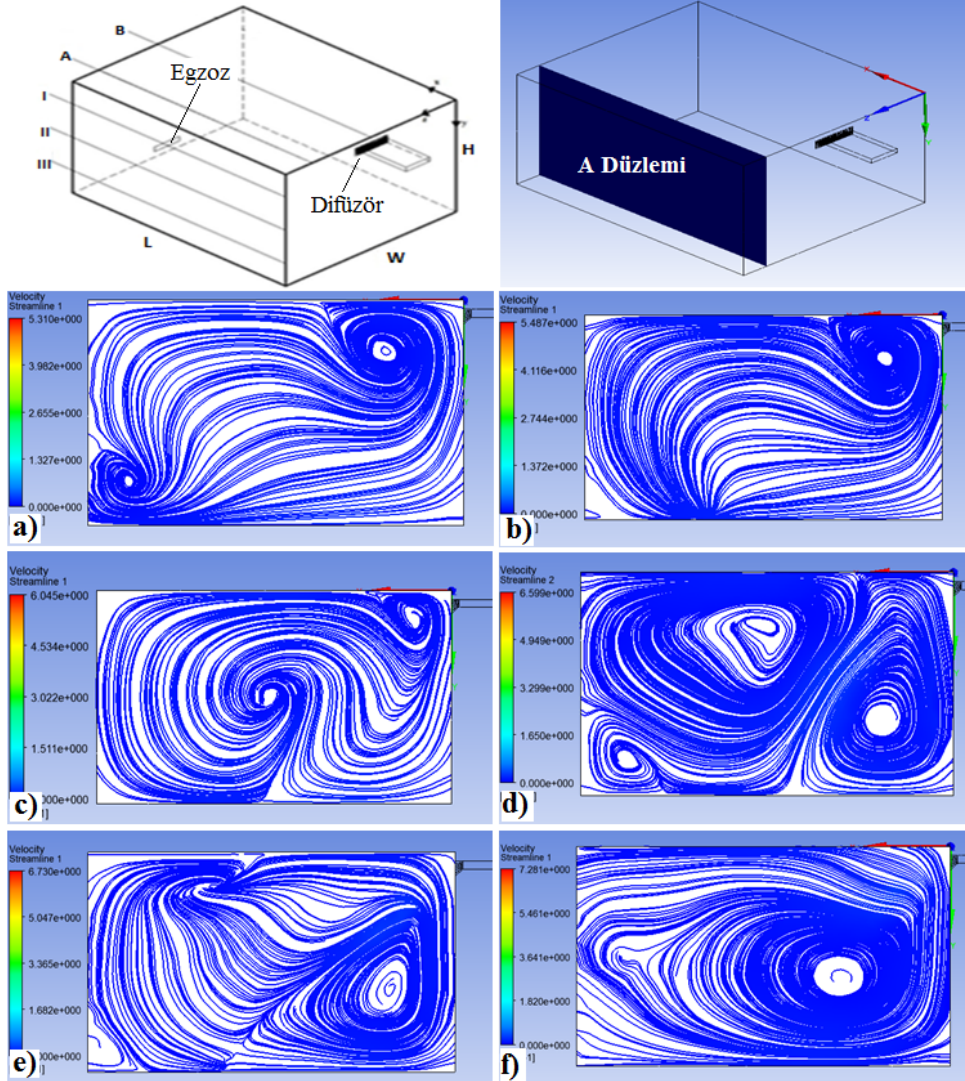 B
A
Egzoz
I
II
III
x
z
y
H
Difüzör
L
W
A Düzlemi
X
Z
Y
Velocity
Streamline 1
5.310e+000
3.982e+000
2.655e+000
1.327e+000
0.000e+000
]
a)
Velocity
Streamline 1
5.487e+000
4.116e+000
2.744e+000
1.372e+000
0.000e+000
]
b)
Velocity
Streamline 1
6.045e+000
4.534e+000
3.022e+000
1.511e+000
.000e+000
]
c)
Velocity
Streamline 2
6.599e+000
4.949e+000
3.299e+000
1.650e+000
0.000e+000
]
d)
Velocity
Streamline 1
6.730e+000
5.047e+000
3.365e+000
1.682e+000
.000e+000
]
e)
Velocity
Streamline 1
7.281e+000
5.461e+000
3.641e+000
1.820e+000
0.000e+000
]
f)